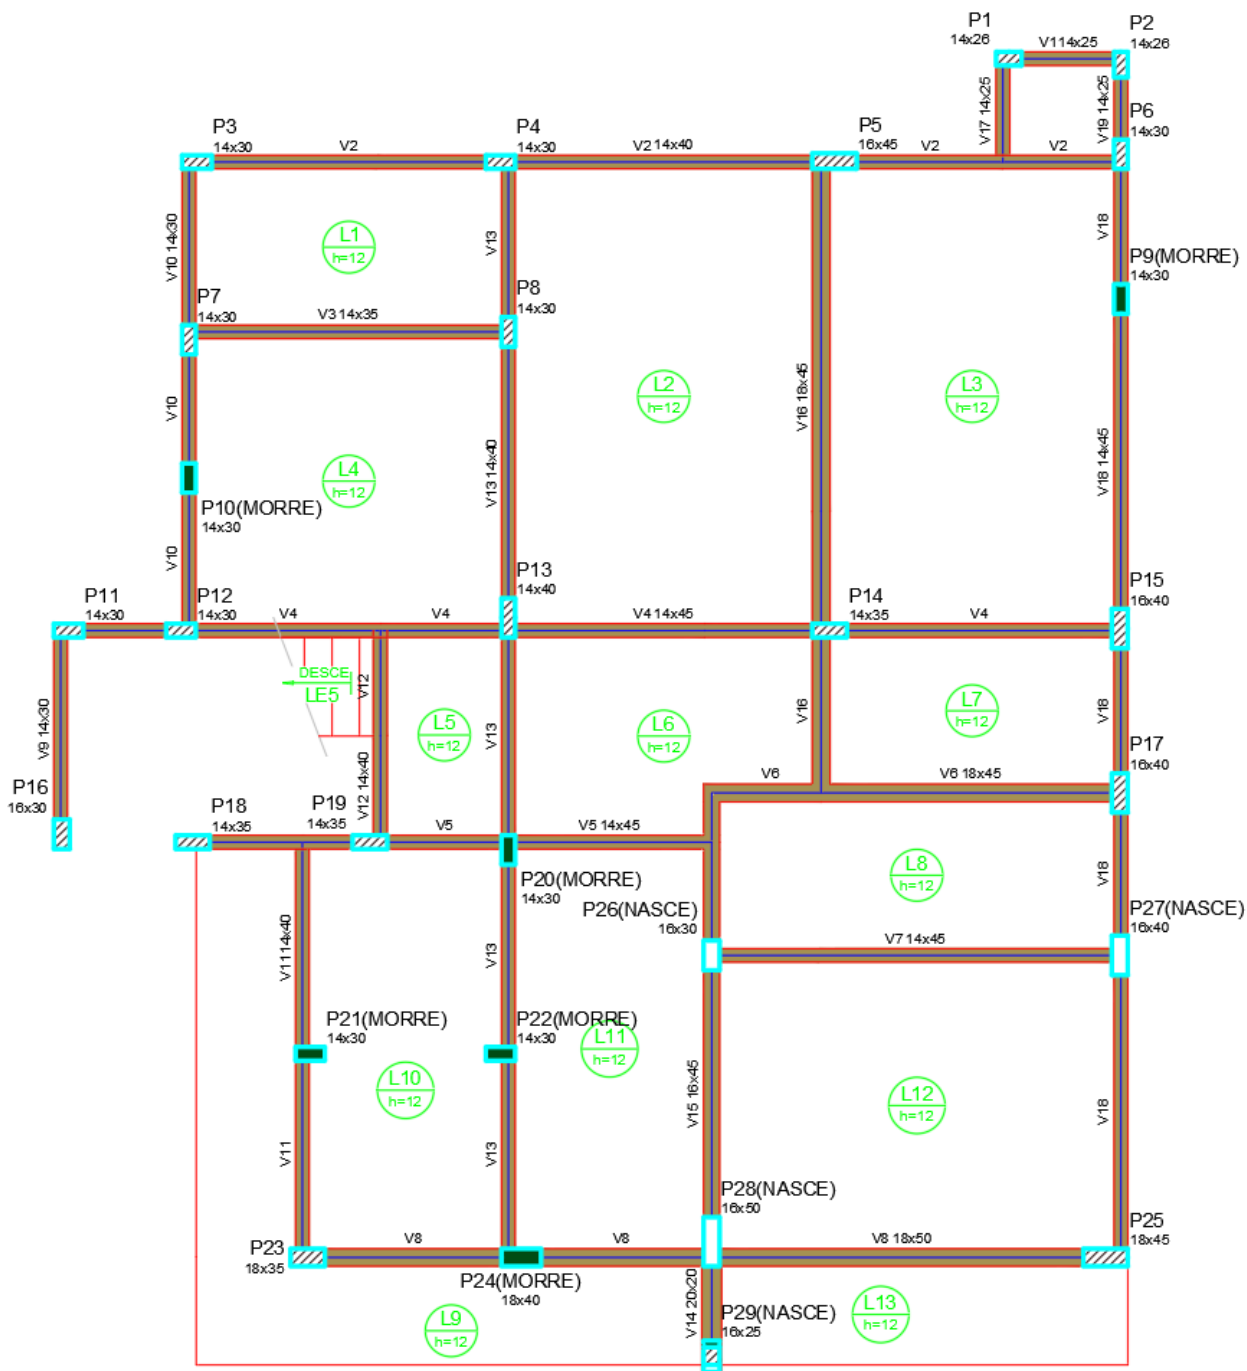 P1
14x26
V1 14x25
P2
14x26
V17 14x25
V19 14x25
P6
14x30
P3
14x30
V2
P4
14x30
V2 14x40
P5
16x45
V2
V2
V10 14x30
L1
h=12
V13
V18
P9(MORRE)
14x30
P7
14x30
V3 14x35
P8
14x30
V10
L2
h=12
V16 18x45
L3
h=12
L4
h=12
V13 14x40
V18 14x45
P10(MORRE)
14x30
V10
P11
14x30
P12
14x30
V4
V4
P13
14x40
V4 14x45
P14
14x35
V4
P15
16x40
DESCE
LE5
V12
V9 14x30
L5
h=12
V13
L6
h=12
V16
L7
h=12
V18
P16
16x30
V12 14x40
V6
V6 18x45
P17
16x40
P18
14x35
P19
14x35
V5
V5 14x45
P20(MORRE)
14x30
L8
h=12
V18
P26(NASCE)
16x30
P27(NASCE)
16x40
V11 14x40
V13
V7 14x45
P21(MORRE)
14x30
P22(MORRE)
14x30
L11
h=12
L10
h=12
V15 16x45
L12
h=12
V18
V11
V13
P28(NASCE)
16x50
P23
18x35
V8
V8
V8 18x50
P25
18x45
P24(MORRE)
18x40
L9
h=12
V14 20x20
P29(NASCE)
16x25
L13
h=12